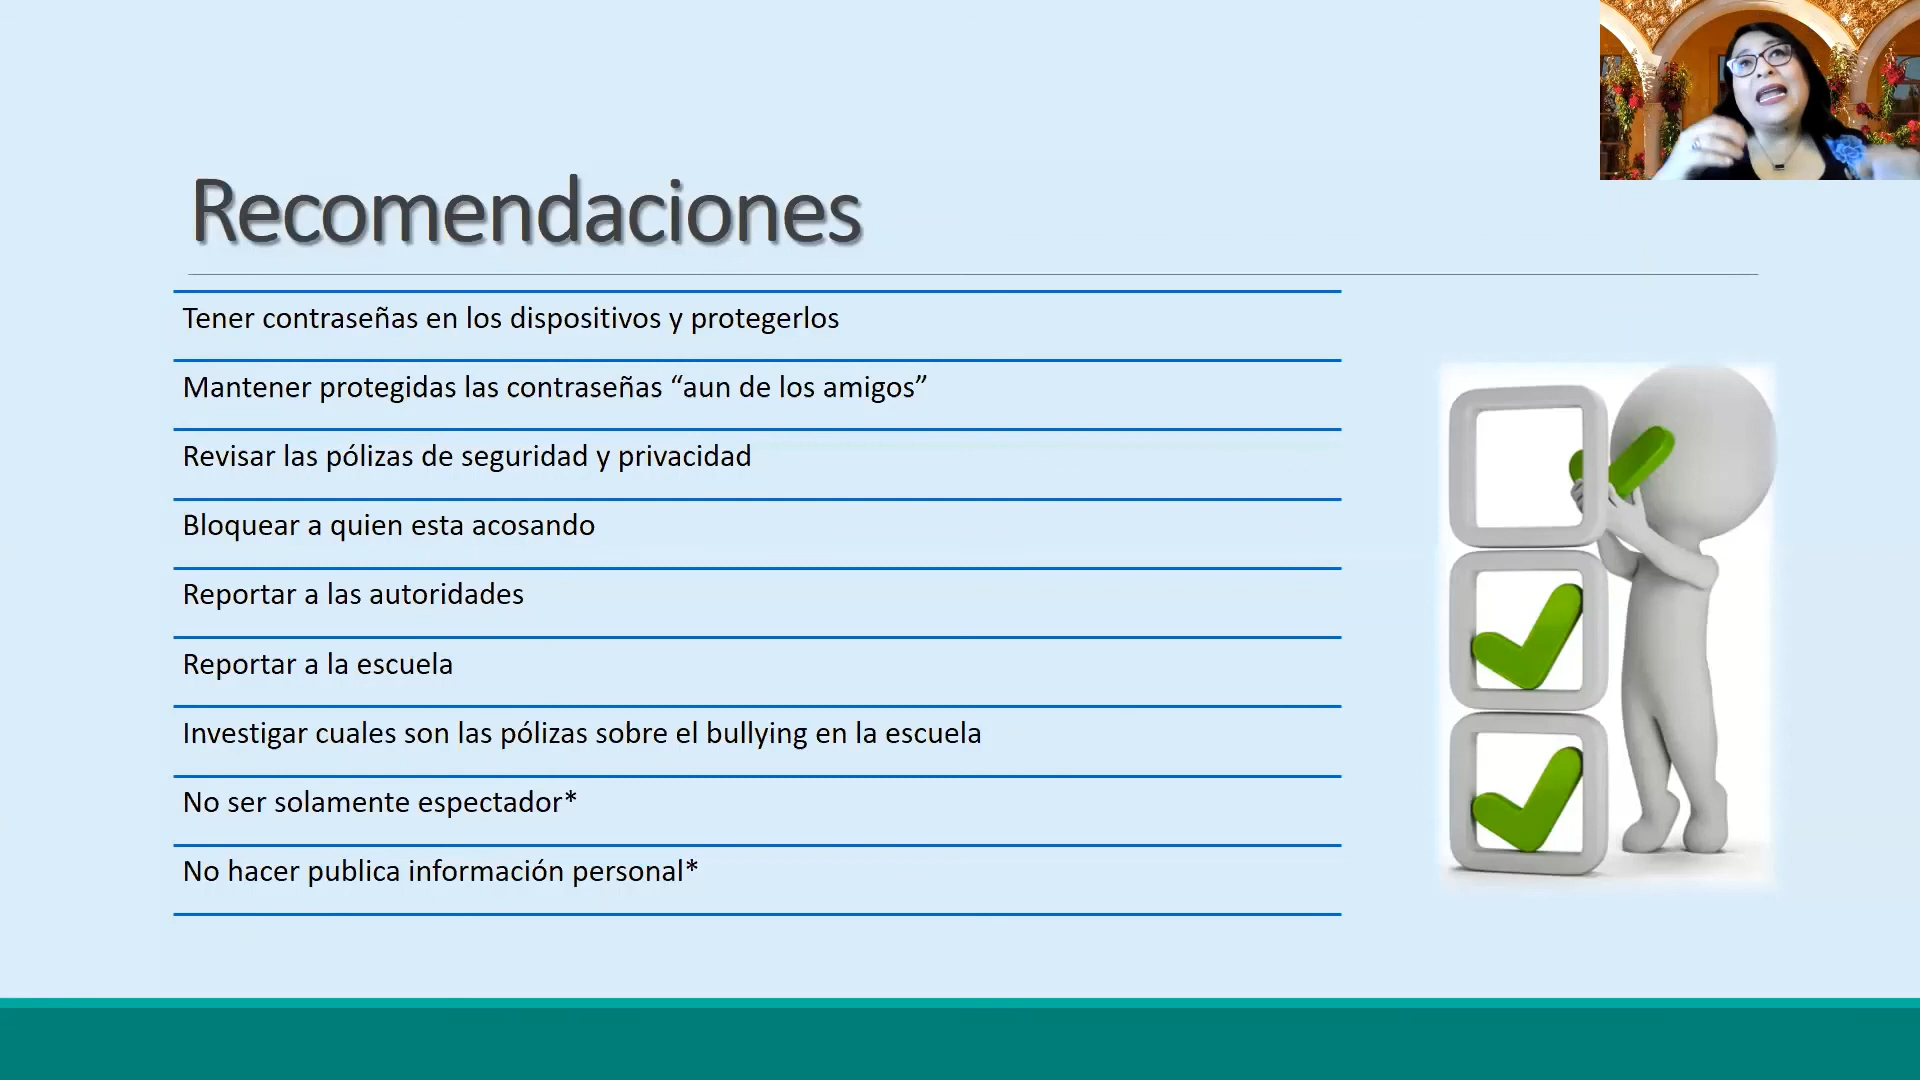 Recomendaciones
Tener contraseñas en los dispositivos y protegerlos
Mantener protegidas las contraseñas “aun de los amigos”
Revisar las pólizas de seguridad y privacidad
Bloquear a quien esta acosando
Reportar a las autoridades
Reportar a la escuela
Investigar cuales son las pólizas sobre el bullying en la escuela
No ser solamente espectador*
No hacer publica información personal*